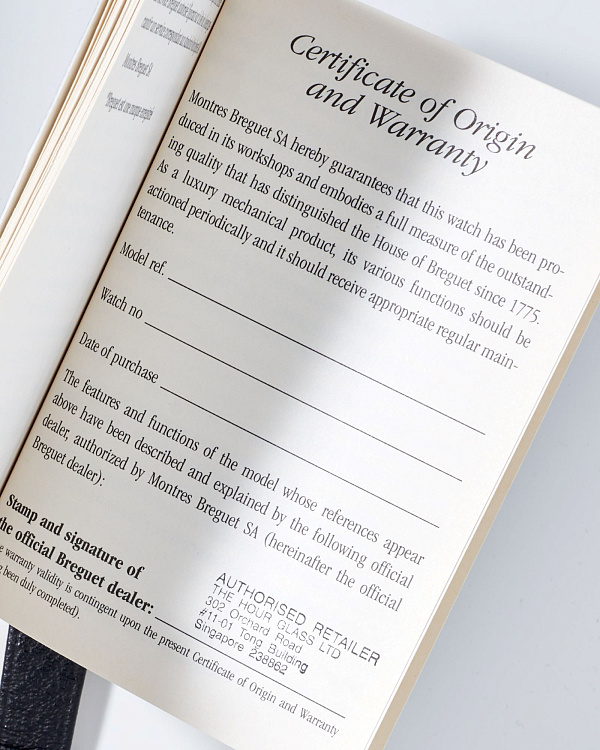 Certificate of Origin
and Warranty
Montres Breguet SA hereby guarantees that this watch has been pro-
duced in its workshops and embodies a full measure of the outstand-
ing quality that has distinguished the House of Breguet since 1775.
As a luxury mechanical product, its various functions should be
actioned periodically and it should receive appropriate regular main-
tenance.
Model ref.
Watch no
Date of purchase
The features and functions of the model whose references appear
above have been described and explained by the following official
dealer, authorized by Montres Breguet SA (hereinafter the official
Breguet dealer):
Stamp and signature of
the official Breguet dealer:
warranty validity is contingent upon the present Certificate of Origin and Warranty
been duly completed).
AUTHORISED RETAILER
THE HOUR GLASS LTD
302 Orchard Road
#11-01 Tong Building
Singapore 238862